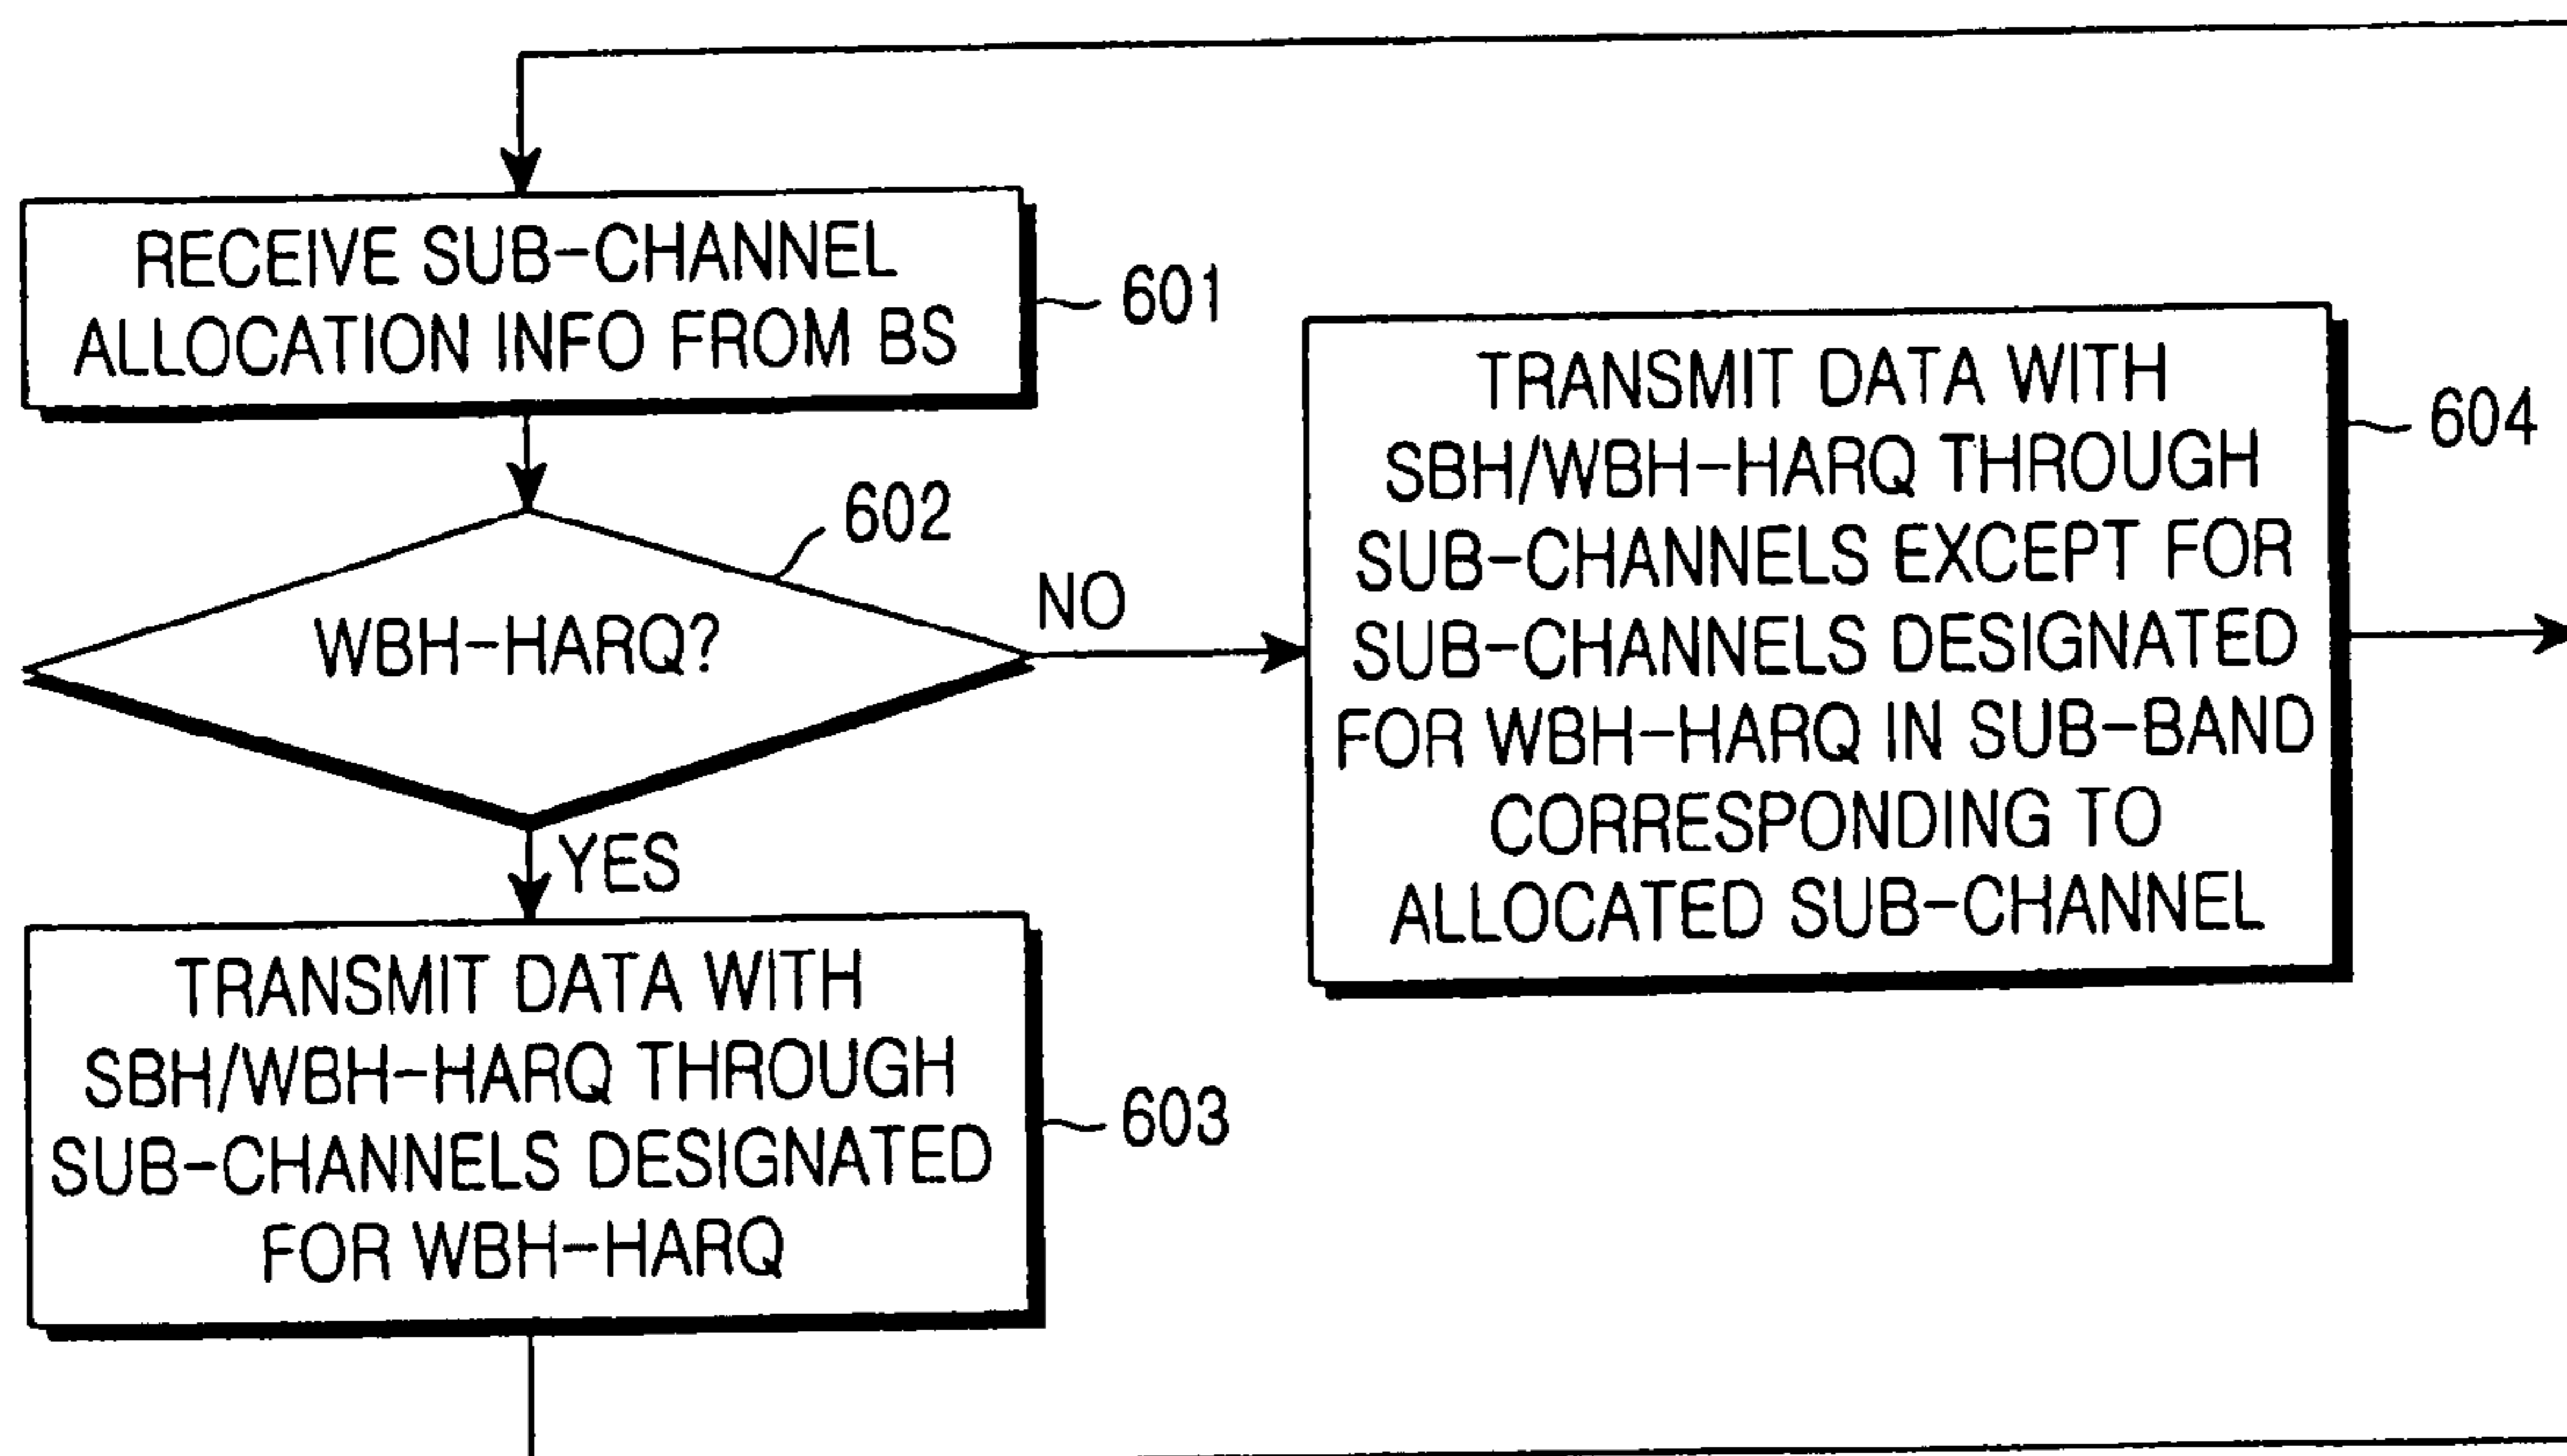 RECEIVE SUB-CHANNEL
ALLOCATION INFO FROM BS
601
602
WBH-HARQ?
NO
YES
TRANSMIT DATA WITH
SBH/WBH-HARQ THROUGH
SUB-CHANNELS DESIGNATED
FOR WBH-HARQ
603
TRANSMIT DATA WITH
SBH/WBH-HARQ THROUGH
SUB-CHANNELS EXCEPT FOR
SUB-CHANNELS DESIGNATED
FOR WBH-HARQ IN SUB-BAND
CORRESPONDING TO
ALLOCATED SUB-CHANNEL
604